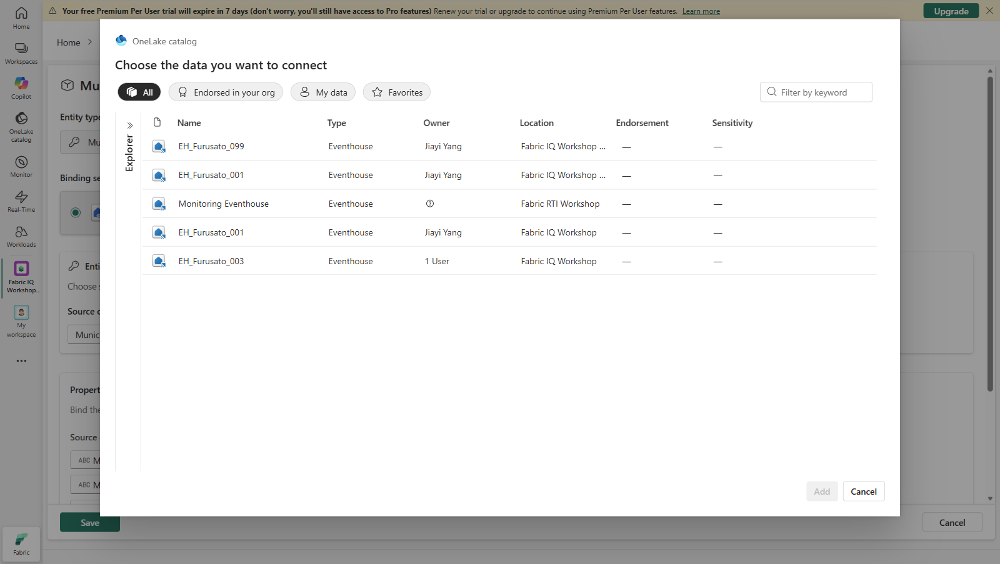 Your free Premium Per User trial will expire in 7 days (don't worry, you'll still have access to Pro features) Renew your trial or upgrade to continue using Premium Per User features. Learn more
Upgrade
Home
Workspaces
Copilot
OneLake
catalog
Monitor
Real-Time
Workloads
Fabric IQ
Workshop...
My
workspace
Fabric
Home
Mu
Entity type
Mu
Binding se
Enti
Choose s
Source c
Munic
Propert
Bind the
Source
ABC M
ABC M
Save
Cancel
OneLake catalog
Choose the data you want to connect
All
Endorsed in your org
My data
Favorites
Filter by keyword
Explorer
Name Type Owner Location Endorsement Sensitivity
EH_Furusato_099 Eventhouse Jiayi Yang Fabric IQ Workshop ... — —
EH_Furusato_001 Eventhouse Jiayi Yang Fabric IQ Workshop ... — —
Monitoring Eventhouse Eventhouse Fabric RTI Workshop — —
EH_Furusato_001 Eventhouse Jiayi Yang Fabric IQ Workshop — —
EH_Furusato_003 Eventhouse 1 User Fabric IQ Workshop — —
Add
Cancel